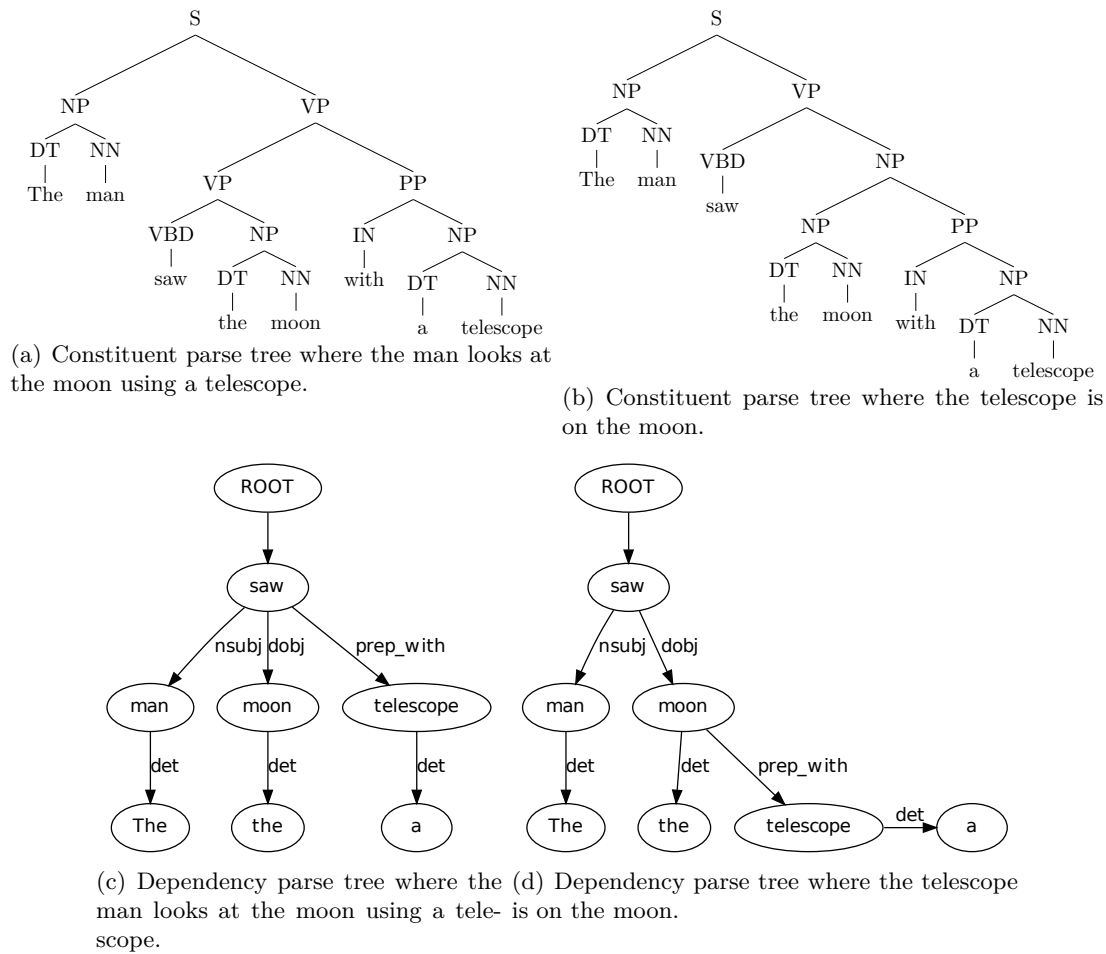 S
NP VP
DT NN
The man
VP PP
VBD NP IN NP
saw DT NN with DT NN
the moon a telescope
(a) Constituent parse tree where the man looks at
the moon using a telescope.
S
NP VP
DT NN VBD NP
The man saw
NP PP
DT NN IN NP
the moon with DT NN
a telescope
(b) Constituent parse tree where the telescope is
on the moon.
ROOT
saw
nsubj dobj prep_with
man moon telescope
det det det
The the a
(c) Dependency parse tree where the
man looks at the moon using a tele-
scope.
ROOT
saw
nsubj dobj
man moon
det det prep_with
The the telescope det a
(d) Dependency parse tree where the telescope
is on the moon.